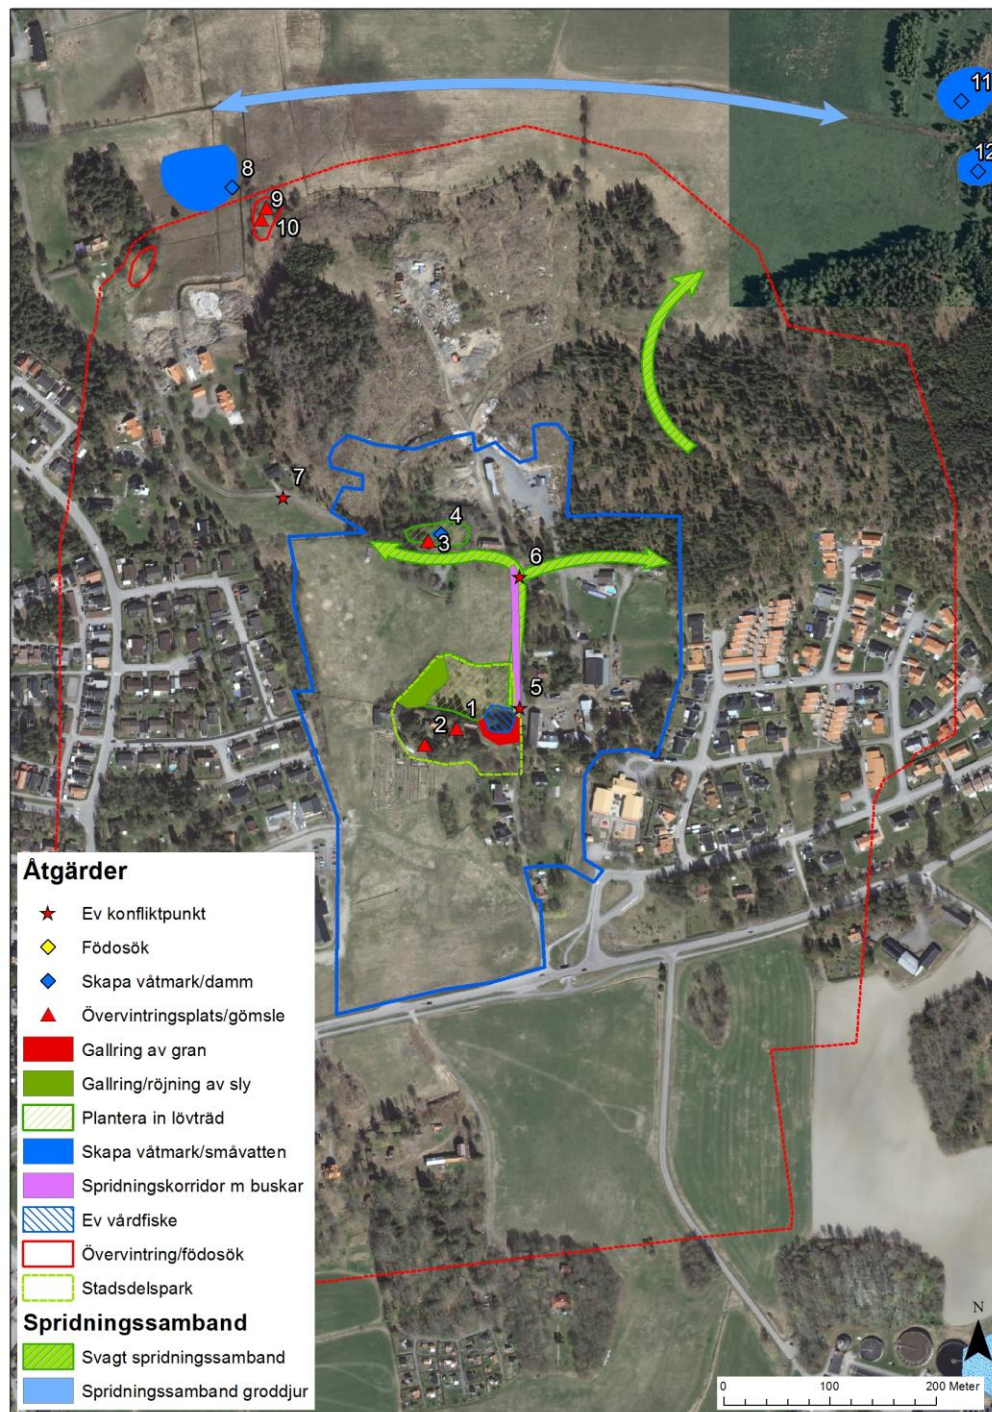 11
12
8
9
10
7
4
3
6
5
1
2
Åtgärder
Ev konfliktpunkt
Födosök
Skapa våtmark/damm
Övervintringsplats/gömsle
Gallring av gran
Gallring/röjning av sly
Plantera in lövträd
Skapa våtmark/småvatten
Spridningskorridor m buskar
Ev vårdfiske
Övervintring/födosök
Stadsdelspark
Spridningssamband
Svagt spridningssamband
Spridningssamband groddjur
N
0 100 200 Meter